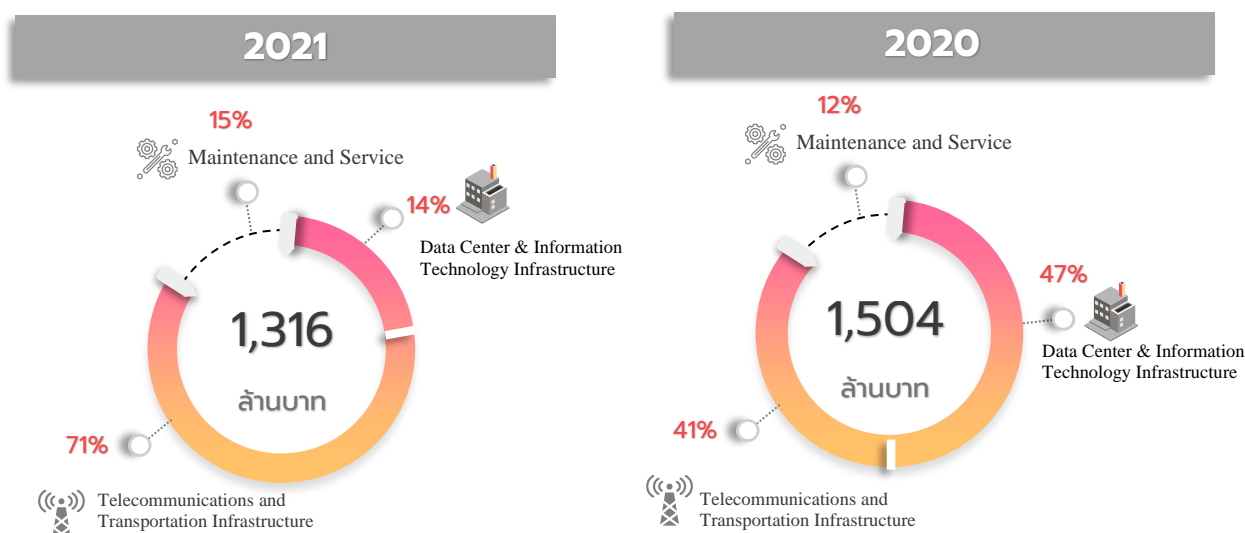 2021
15%
Maintenance and Service
14%
Data Center & Information
Technology Infrastructure
1,316
ล้านบาท
71%
Telecommunications and
Transportation Infrastructure
2020
12%
Maintenance and Service
47%
Data Center & Information
Technology Infrastructure
1,504
ล้านบาท
41%
Telecommunications and
Transportation Infrastructure